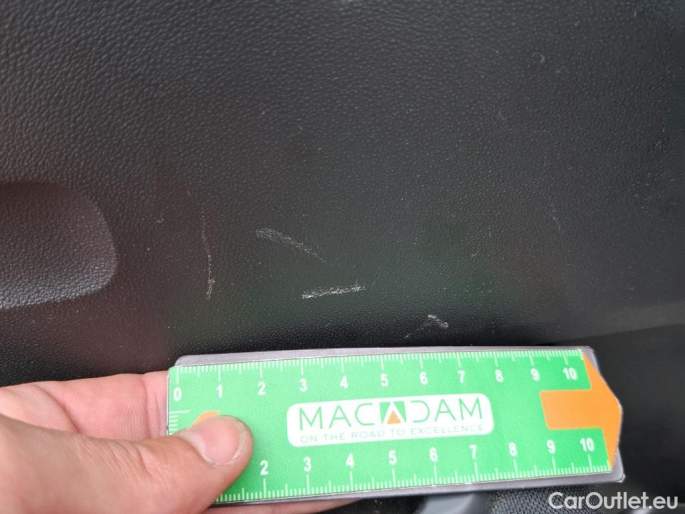 0 1 2 3 4 5 6 7 8 9 10
MACADAM
ON THE ROAD TO EXCELLENCE
2 3 4 5 6 7 8 9 10
CarOutlet.eu